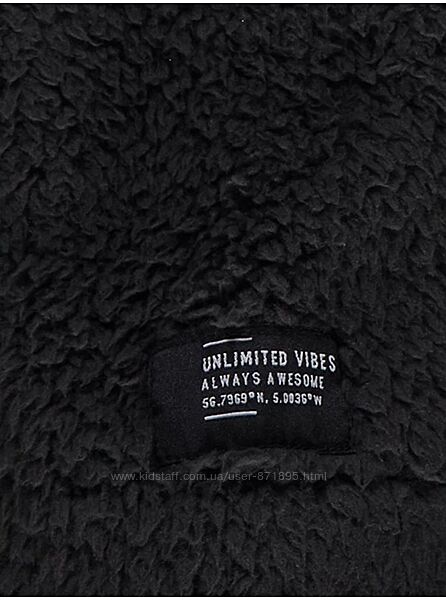 UNLIMITED VIBES
ALWAYS AWESOME
56.7969°N, 5.0036°W
www.kidstaff.com.ua/user-871895.html